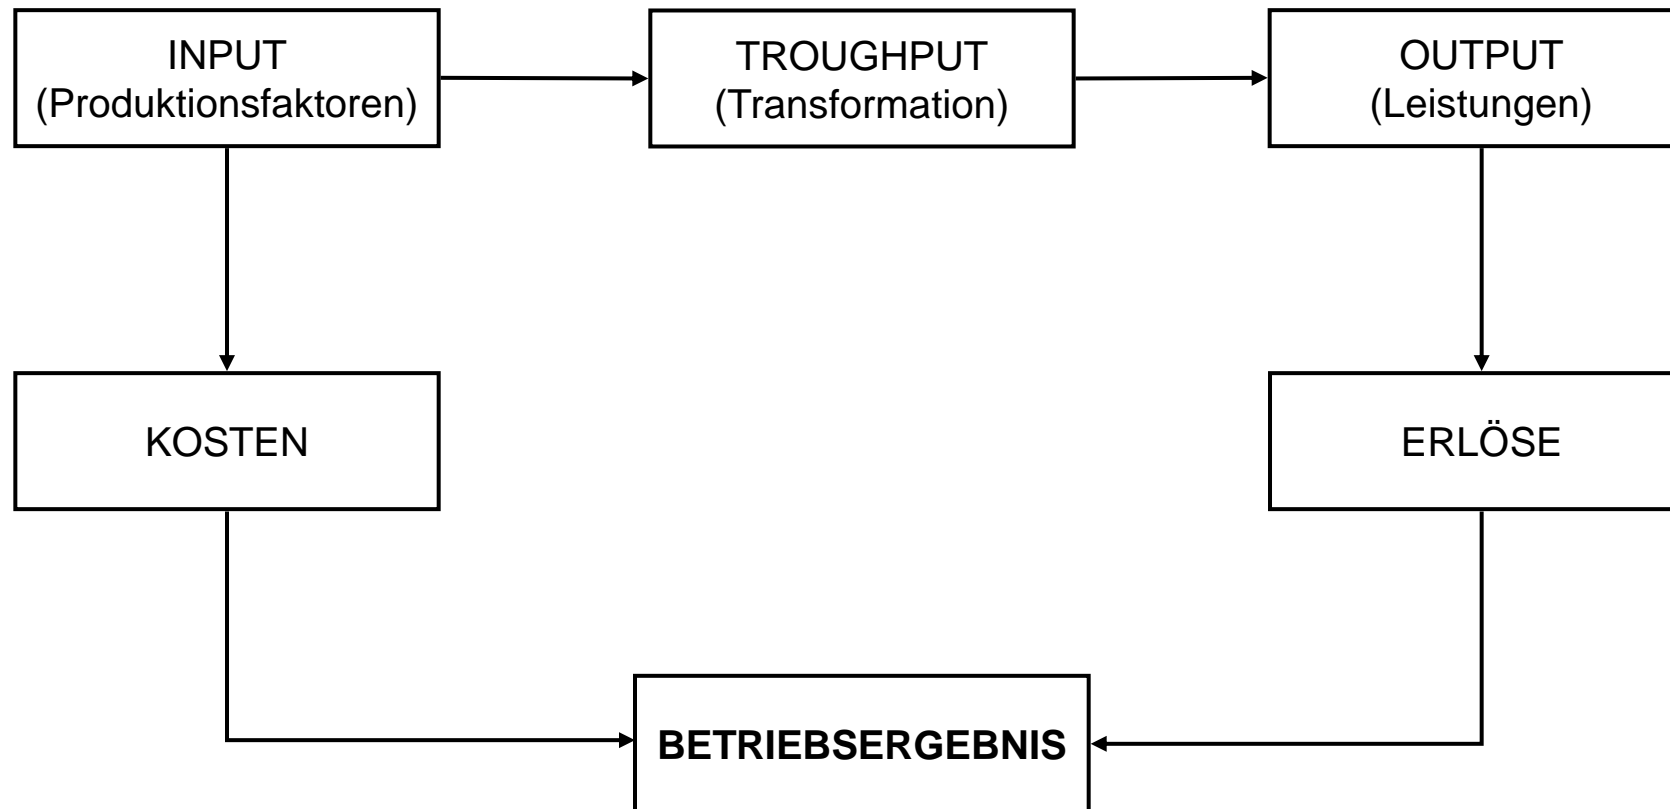 INPUT
(Produktionsfaktoren)
TROUGHPUT
(Transformation)
OUTPUT
(Leistungen)
KOSTEN
ERLÖSE
BETRIEBSERGEBNIS